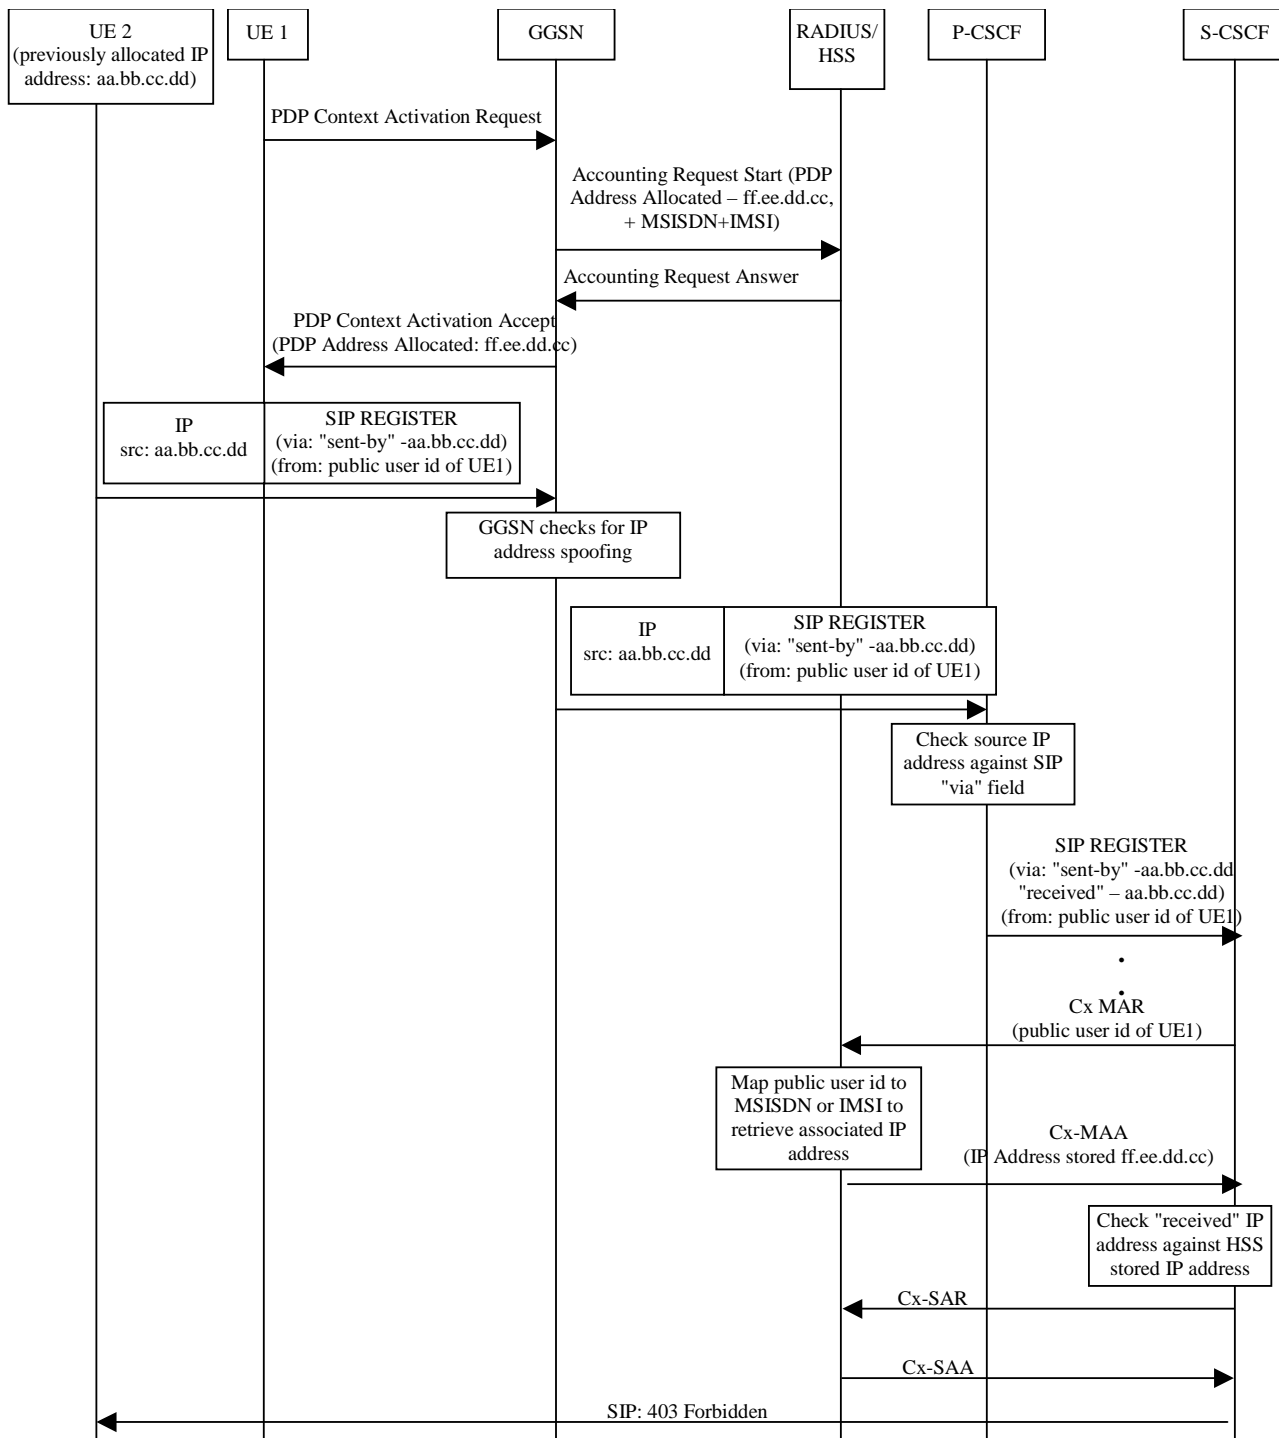 UE 2
(previously allocated IP
address: aa.bb.cc.dd)
UE 1
GGSN
RADIUS/
HSS
P-CSCF
S-CSCF
PDP Context Activation Request
Accounting Request Start (PDP
Address Allocated – ff.ee.dd.cc,
+ MSISDN+IMSI)
Accounting Request Answer
PDP Context Activation Accept
(PDP Address Allocated: ff.ee.dd.cc)
IP
src: aa.bb.cc.dd
SIP REGISTER
(via: "sent-by" -aa.bb.cc.dd)
(from: public user id of UE1)
GGSN checks for IP
address spoofing
IP
src: aa.bb.cc.dd
SIP REGISTER
(via: "sent-by" -aa.bb.cc.dd)
(from: public user id of UE1)
Check source IP
address against SIP
"via" field
SIP REGISTER
(via: "sent-by" -aa.bb.cc.dd
"received" – aa.bb.cc.dd)
(from: public user id of UE1)
.
.
Cx MAR
(public user id of UE1)
Map public user id to
MSISDN or IMSI to
retrieve associated IP
address
Cx-MAA
(IP Address stored ff.ee.dd.cc)
Check "received" IP
address against HSS
stored IP address
Cx-SAR
Cx-SAA
SIP: 403 Forbidden